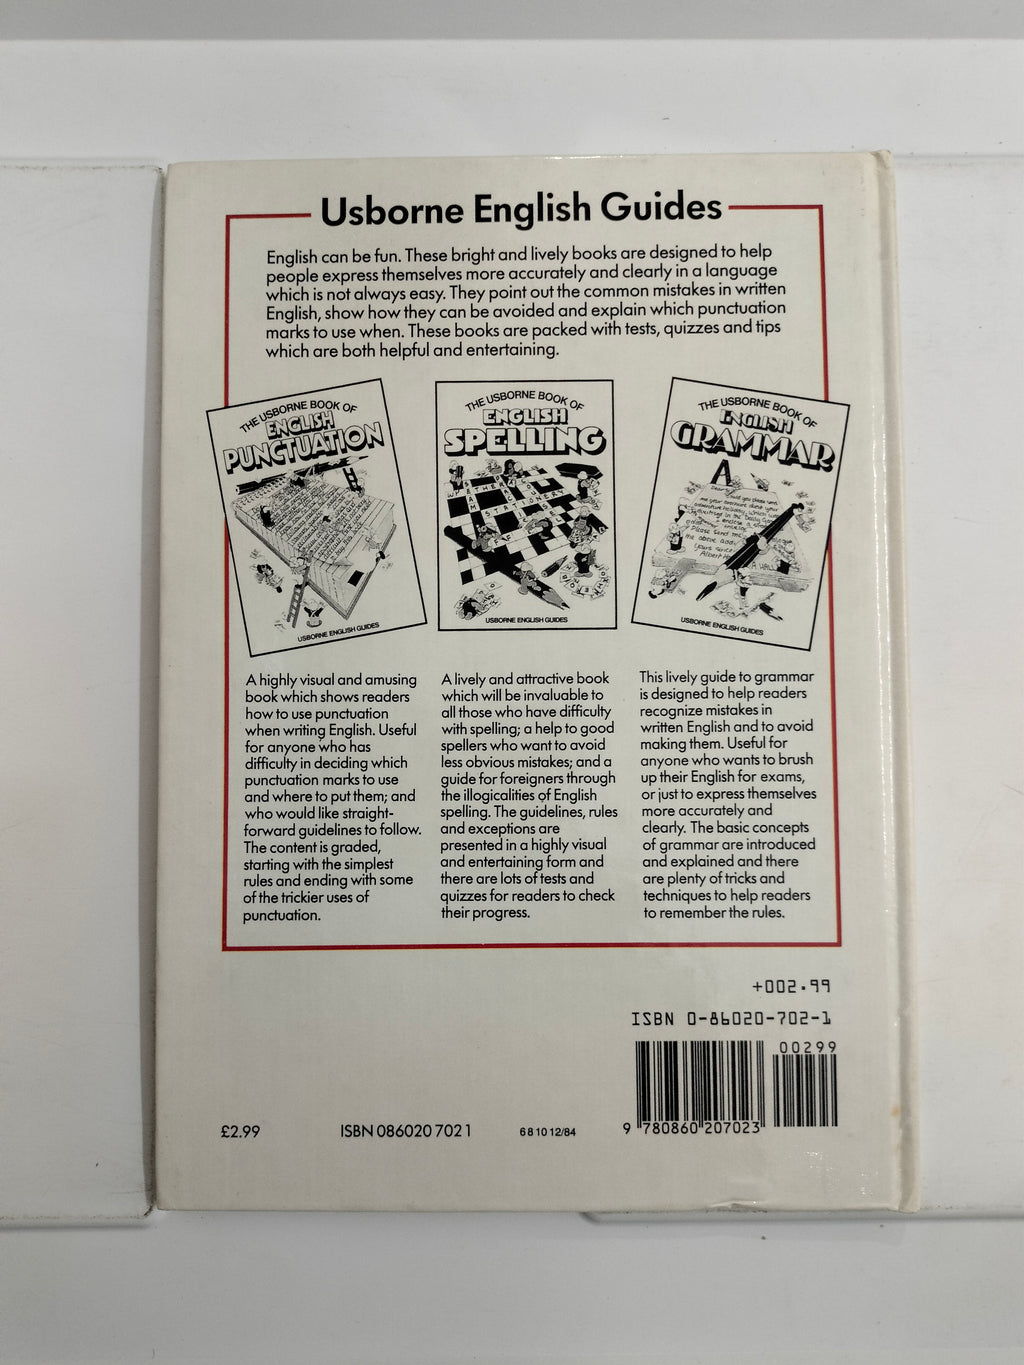 Usborne English Guides
English can be fun. These bright and lively books are designed to help
people express themselves more accurately and clearly in a language
which is not always easy. They point out the common mistakes in written
English, show how they can be avoided and explain which punctuation
marks to use when. These books are packed with tests, quizzes and tips
which are both helpful and entertaining.
THE USBORNE BOOK OF
ENGLISH
PUNCTUATION
USBORNE ENGLISH GUIDES
THE USBORNE BOOK OF
ENGLISH
SPELLING
STATIONERY
USBORNE ENGLISH GUIDES
THE USBORNE BOOK OF
ENGLISH
GRAMMAR
A
USBORNE ENGLISH GUIDES
A highly visual and amusing
book which shows readers
how to use punctuation
when writing English. Useful
for anyone who has
difficulty in deciding which
punctuation marks to use
and where to put them; and
who would like straight-
forward guidelines to follow.
The content is graded,
starting with the simplest
rules and ending with some
of the trickier uses of
punctuation.
A lively and attractive book
which will be invaluable to
all those who have difficulty
with spelling; a help to good
spellers who want to avoid
less obvious mistakes; and a
guide for foreigners through
the illogicalities of English
spelling. The guidelines, rules
and exceptions are
presented in a highly visual
and entertaining form and
there are lots of tests and
quizzes for readers to check
their progress.
This lively guide to grammar
is designed to help readers
recognize mistakes in
written English and to avoid
making them. Useful for
anyone who wants to brush
up their English for exams,
or just to express themselves
more accurately and
clearly. The basic concepts
of grammar are introduced
and explained and there
are plenty of tricks and
techniques to help readers
to remember the rules.
+002.99
ISBN 0-86020-702-1
00299
9 780860 207023
£2.99
ISBN 086020 702 1
6 8 10 12/84